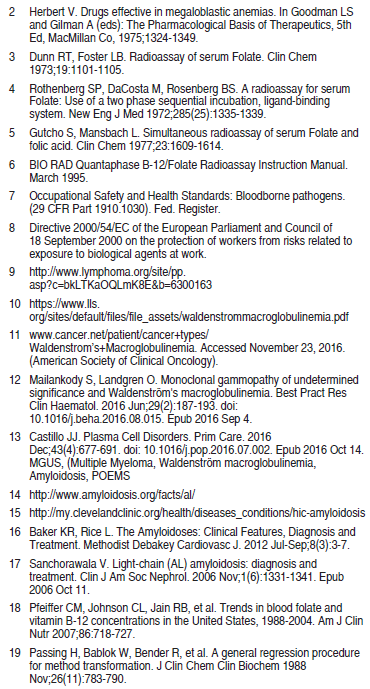 2 Herbert V. Drugs effective in megaloblastic anemias. In Goodman LS
and Gilman A (eds): The Pharmacological Basis of Therapeutics, 5th
Ed, MacMillan Co, 1975;1324-1349.
3 Dunn RT, Foster LB. Radioassay of serum Folate. Clin Chem
1973;19:1101-1105.
4 Rothenberg SP, DaCosta M, Rosenberg BS. A radioassay for serum
Folate: Use of a two phase sequential incubation, ligand-binding
system. New Eng J Med 1972;285(25):1335-1339.
5 Gutcho S, Mansbach L. Simultaneous radioassay of serum Folate and
folic acid. Clin Chem 1977;23:1609-1614.
6 BIO RAD Quantaphase B-12/Folate Radioassay Instruction Manual.
March 1995.
7 Occupational Safety and Health Standards: Bloodborne pathogens.
(29 CFR Part 1910.1030). Fed. Register.
8 Directive 2000/54/EC of the European Parliament and Council of
18 September 2000 on the protection of workers from risks related to
exposure to biological agents at work.
9 http://www.lymphoma.org/site/pp.
asp?c=bkLTKaOQLmK8E&b=6300163
10 https://www.lls.
org/sites/default/files/file_assets/waldenstrommacroglobulinemia.pdf
11 www.cancer.net/patient/cancer+types/
Waldenstrom's+Macroglobulinemia. Accessed November 23, 2016.
(American Society of Clinical Oncology).
12 Mailankody S, Landgren O. Monoclonal gammopathy of undetermined
significance and Waldenström's macroglobulinemia. Best Pract Res
Clin Haematol. 2016 Jun;29(2):187-193. doi:
10.1016/j.beha.2016.08.015. Epub 2016 Sep 4.
13 Castillo JJ. Plasma Cell Disorders. Prim Care. 2016
Dec;43(4):677-691. doi: 10.1016/j.pop.2016.07.002. Epub 2016 Oct 14.
MGUS, (Multiple Myeloma, Waldenström macroglobulinemia,
Amyloidosis, POEMS
14 http://www.amyloidosis.org/facts/al/
15 http://my.clevelandclinic.org/health/diseases_conditions/hic-amyloidosis
16 Baker KR, Rice L. The Amyloidoses: Clinical Features, Diagnosis and
Treatment. Methodist Debakey Cardiovasc J. 2012 Jul-Sep;8(3):3-7.
17 Sanchorawala V. Light-chain (AL) amyloidosis: diagnosis and
treatment. Clin J Am Soc Nephrol. 2006 Nov;1(6):1331-1341. Epub
2006 Oct 11.
18 Pfeiffer CM, Johnson CL, Jain RB, et al. Trends in blood folate and
vitamin B-12 concentrations in the United States, 1988-2004. Am J Clin
Nutr 2007;86:718-727.
19 Passing H, Bablok W, Bender R, et al. A general regression procedure
for method transformation. J Clin Chem Clin Biochem 1988
Nov;26(11):783-790.